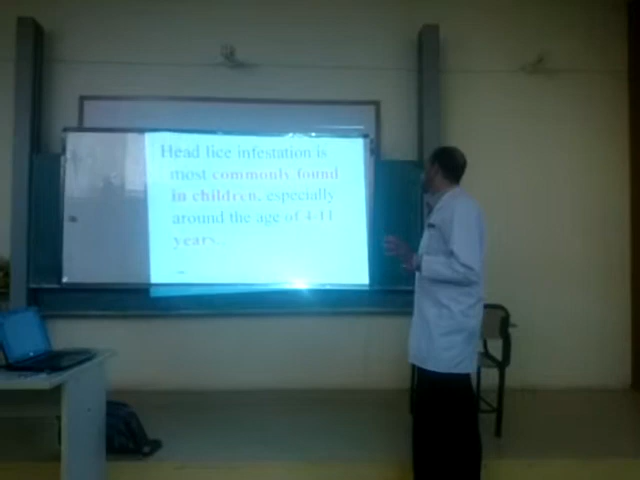 Head lice infestation is
most commonly found
in children, especially
around the age of 4-11
years.